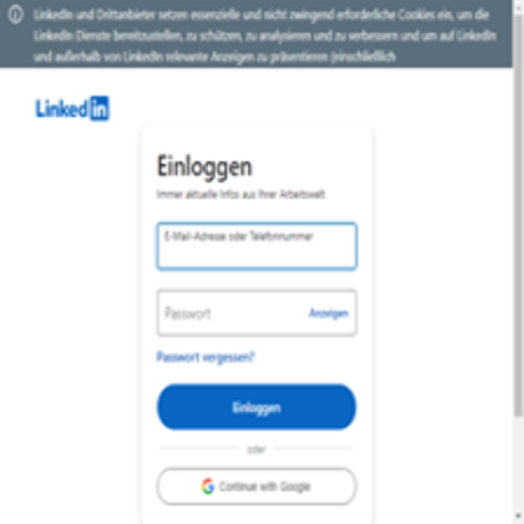 LinkedIn und Drittanbieter setzen essenzielle und nicht zwingend erforderliche Cookies ein, um die
LinkedIn Dienste bereitzustellen, zu schützen, zu analysieren und zu verbessern und um auf LinkedIn
und außerhalb von LinkedIn relevante Anzeigen zu präsentieren (einschließlich
Linked in
Einloggen
Immer aktuelle Infos aus Ihrer Arbeitswelt
E-Mail-Adresse oder Telefonnummer
Passwort Anzeigen
Passwort vergessen?
Einloggen
oder
Continue with Google